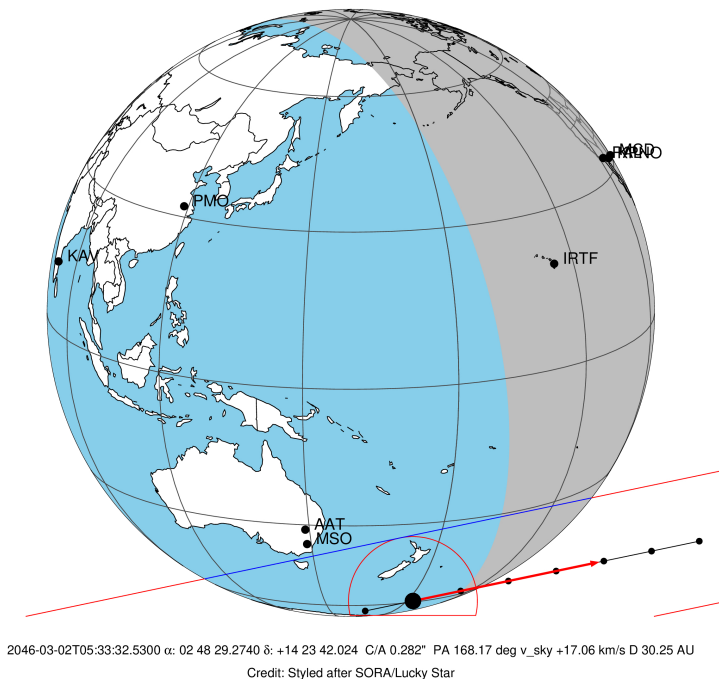 MCD
PMO
KAV
IRTF
AAT
MSO
2046-03-02T05:33:32.5300 α: 02 48 29.2740 δ: +14 23 42.024 C/A 0.282" PA 168.17 deg v_sky +17.06 km/s D 30.25 AU
Credit: Styled after SORA/Lucky Star